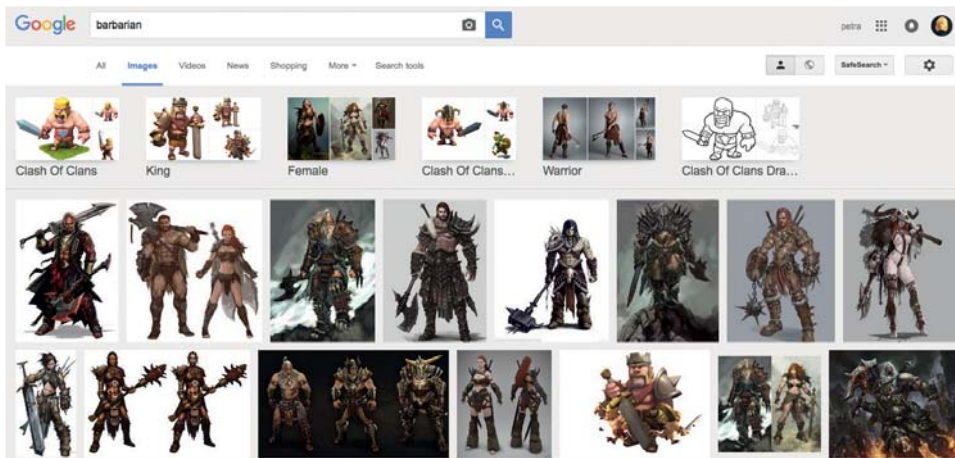 Google barbarian petra
All Images Videos News Shopping More Search tools SafeSearch
Clash Of Clans King Female Clash Of Clans... Warrior Clash Of Clans Dra...